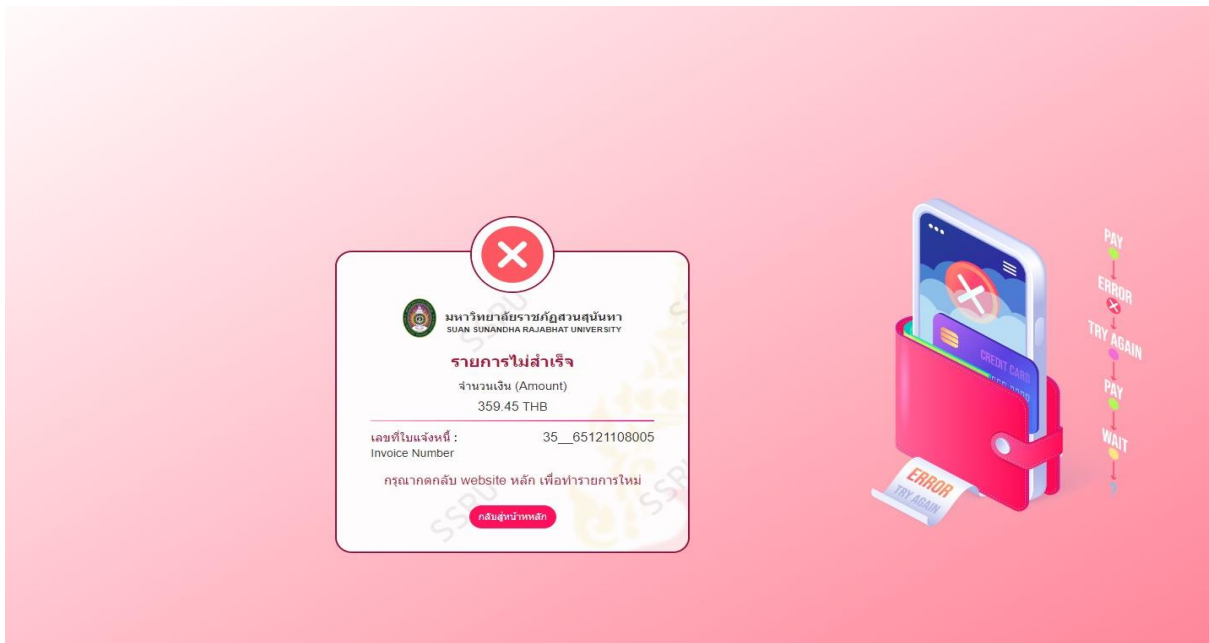 มหาวิทยาลัยราชภัฏสวนสุนันทา
SUAN SUNANDHA RAJABHAT UNIVERSITY
รายการไม่สำเร็จ
จำนวนเงิน (Amount)
359.45 THB
เลขที่ใบแจ้งหนี้ : 35__65121108005
Invoice Number
กรุณากดกลับ website หลัก เพื่อทำรายการใหม่
กลับสู่หน้าหลัก
SSRU
SSRU
CREDIT CARD
ERROR
TRY AGAIN
PAY
ERROR
TRY AGAIN
PAY
WAIT